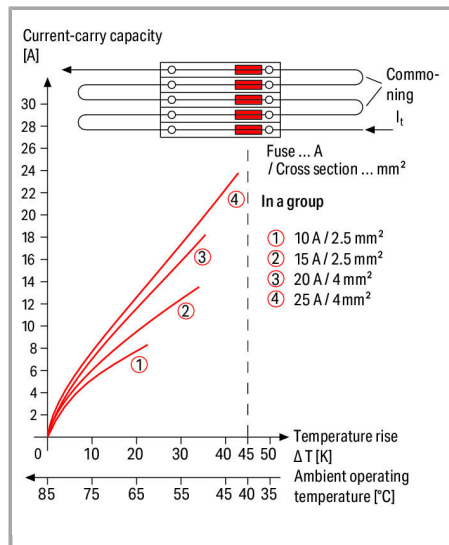 Current-carry capacity
[A]
Commo-
ning
I_t
30
28
26
24
22
20
18
16
14
12
10
8
6
4
2
Fuse ... A
/ Cross section ... mm²
In a group
① 10 A / 2.5 mm²
② 15 A / 2.5 mm²
③ 20 A / 4 mm²
④ 25 A / 4 mm²
④
③
②
①
0 10 20 30 40 45 50
Temperature rise
Δ T [K]
Ambient operating
temperature [°C]
85 75 65 55 45 40 35